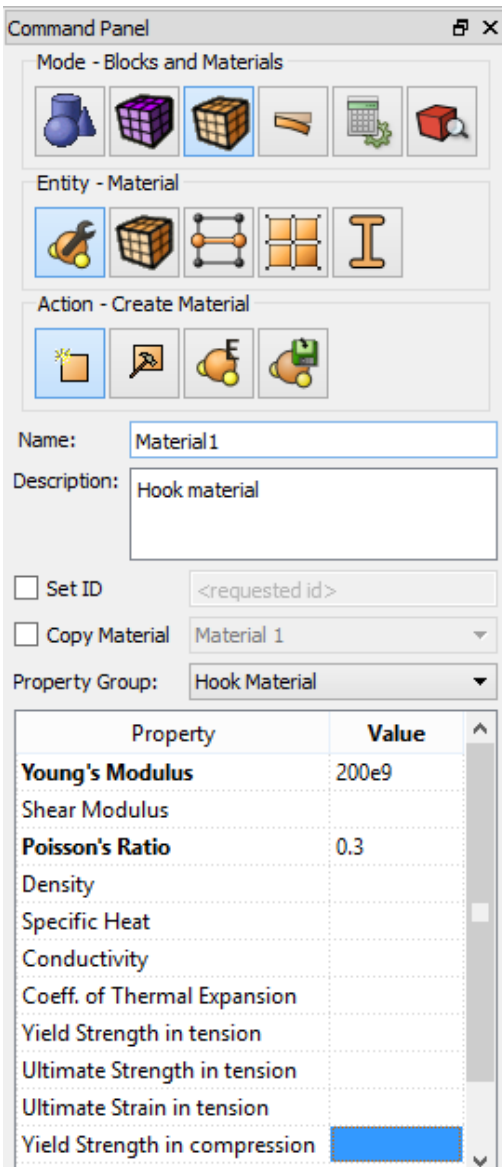 Command Panel
Mode - Blocks and Materials
Entity - Material
Action - Create Material
E
Name: Material1
Description: Hook material
Set ID <requested id>
Copy Material Material 1
Property Group: Hook Material
Property Value
Young's Modulus 200e9
Shear Modulus
Poisson's Ratio 0.3
Density
Specific Heat
Conductivity
Coeff. of Thermal Expansion
Yield Strength in tension
Ultimate Strength in tension
Ultimate Strain in tension
Yield Strength in compression